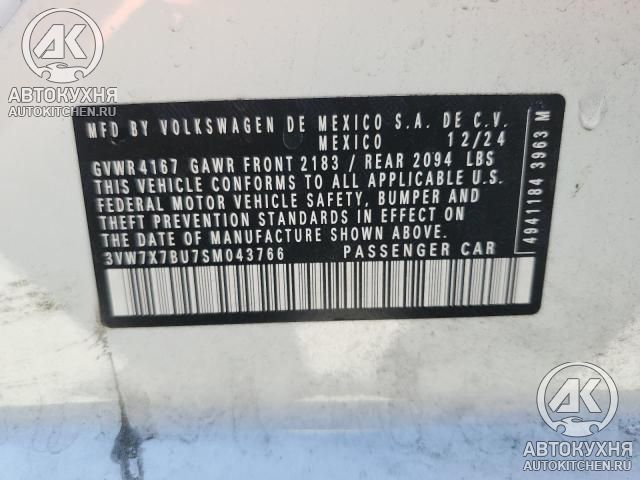 АК
АВТОКУХНЯ
AUTOKITCHEN.RU
MFD BY VOLKSWAGEN DE MEXICO S.A. DE C.V.
MEXICO 12/24
GVWR 4167 GAWR FRONT 2183 / REAR 2094 LBS
THIS VEHICLE CONFORMS TO ALL APPLICABLE U.S.
FEDERAL MOTOR VEHICLE SAFETY, BUMPER AND
THEFT PREVENTION STANDARDS IN EFFECT ON
THE DATE OF MANUFACTURE SHOWN ABOVE.
3VW7X7BU7SM043766 PASSENGER CAR
4941184 3963 M
АК
АВТОКУХНЯ
AUTOKITCHEN.RU